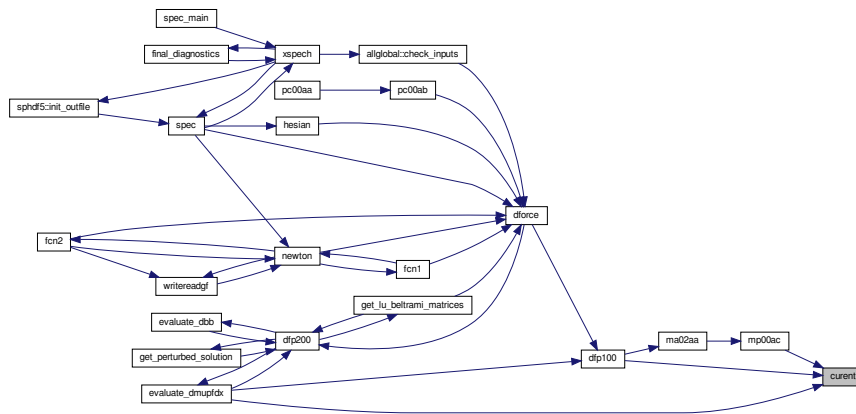 spec_main
final_diagnostics
xspech
allglobal::check_inputs
pc00aa
pc00ab
sphdf5::init_outfile
spec
hesian
dforce
fcn2
newton
fcn1
writereadgf
get_lu_beltrami_matrices
evaluate_dbb
dfp200
get_perturbed_solution
ma02aa
mp00ac
dfp100
curent
evaluate_dmupfdx